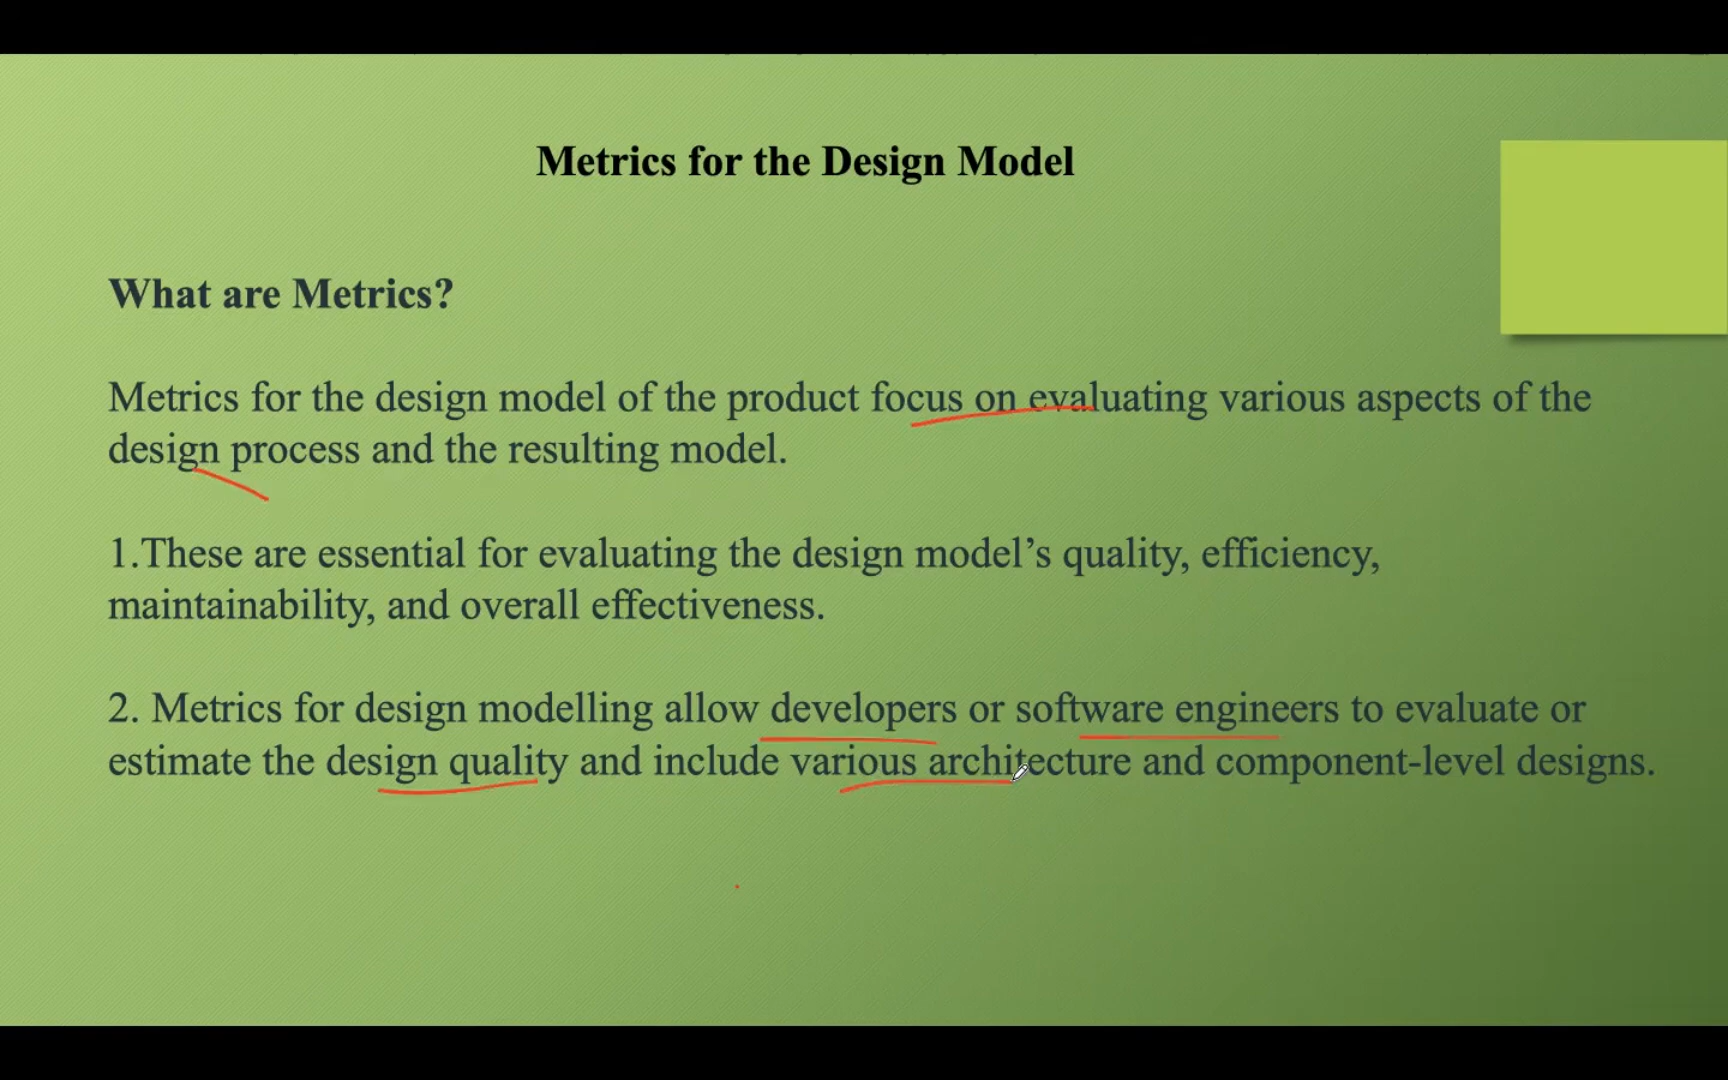 Metrics for the Design Model
What are Metrics?
Metrics for the design model of the product focus on evaluating various aspects of the
design process and the resulting model.
1.These are essential for evaluating the design model’s quality, efficiency,
maintainability, and overall effectiveness.
2. Metrics for design modelling allow developers or software engineers to evaluate or
estimate the design quality and include various architecture and component-level designs.